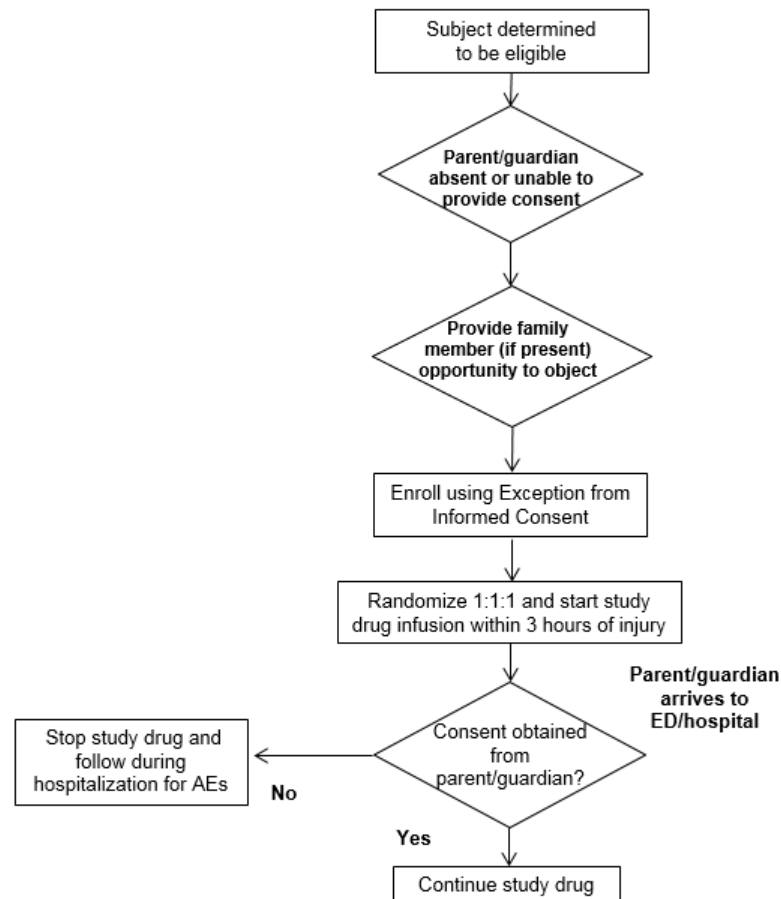 Subject determined
to be eligible
Parent/guardian
absent or unable to
provide consent
Provide family
member (if present)
opportunity to object
Enroll using Exception from
Informed Consent
Randomize 1:1:1 and start study
drug infusion within 3 hours of injury
Parent/guardian
arrives to
ED/hospital
Consent obtained
from
parent/guardian?
Stop study drug and
follow during
hospitalization for AEs
No
Yes
Continue study drug